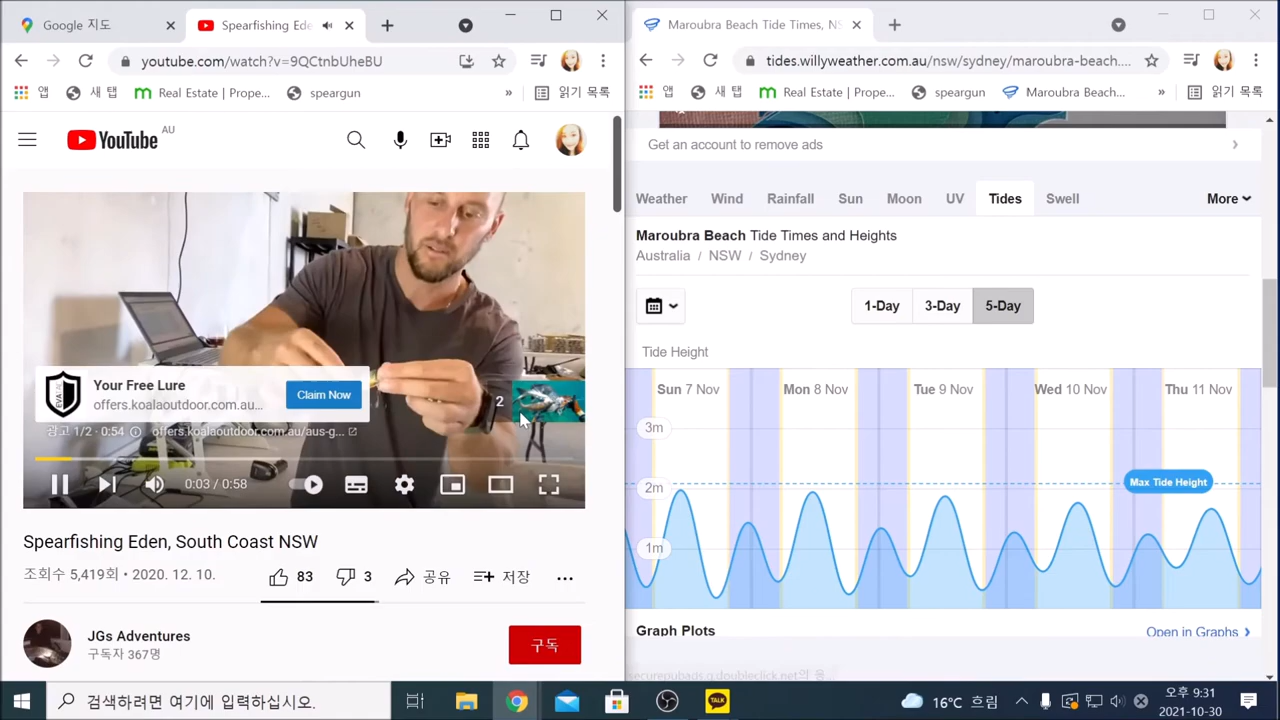 Google 지도
Spearfishing Ede
youtube.com/watch?v=9QCtnbUheBU
앱
새 탭
Real Estate | Prope...
speargun
»
읽기 목록
YouTube
AU
Your Free Lure
offers.koalaoutdoor.com.au...
Claim Now
2
광고 1/2 • 0:54
offers.koalaoutdoor.com.au/aus-g...
0:03 / 0:58
Spearfishing Eden, South Coast NSW
조회수 5,419회 • 2020. 12. 10.
83
3
공유
저장
JGs Adventures
구독자 367명
구독
Maroubra Beach Tide Times, NS
tides.willyweather.com.au/nsw/sydney/maroubra-beach....
앱
새 탭
Real Estate | Prope...
speargun
Maroubra Beach...
»
읽기 목록
Get an account to remove ads
Weather
Wind
Rainfall
Sun
Moon
UV
Tides
Swell
More
Maroubra Beach Tide Times and Heights
Australia / NSW / Sydney
1-Day
3-Day
5-Day
Tide Height
Sun 7 Nov
Mon 8 Nov
Tue 9 Nov
Wed 10 Nov
Thu 11 Nov
3m
2m
1m
Max Tide Height
Graph Plots
Open in Graphs
securepubads.g.doubleclick.net의 응...
검색하려면 여기에 입력하십시오.
TALK
16°C 흐림
오후 9:31
2021-10-30